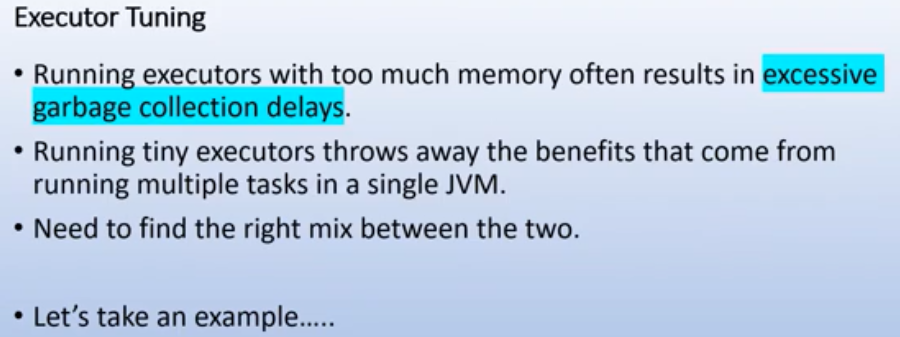 Executor Tuning
• Running executors with too much memory often results in excessive
garbage collection delays.
• Running tiny executors throws away the benefits that come from
running multiple tasks in a single JVM.
• Need to find the right mix between the two.
• Let's take an example.....